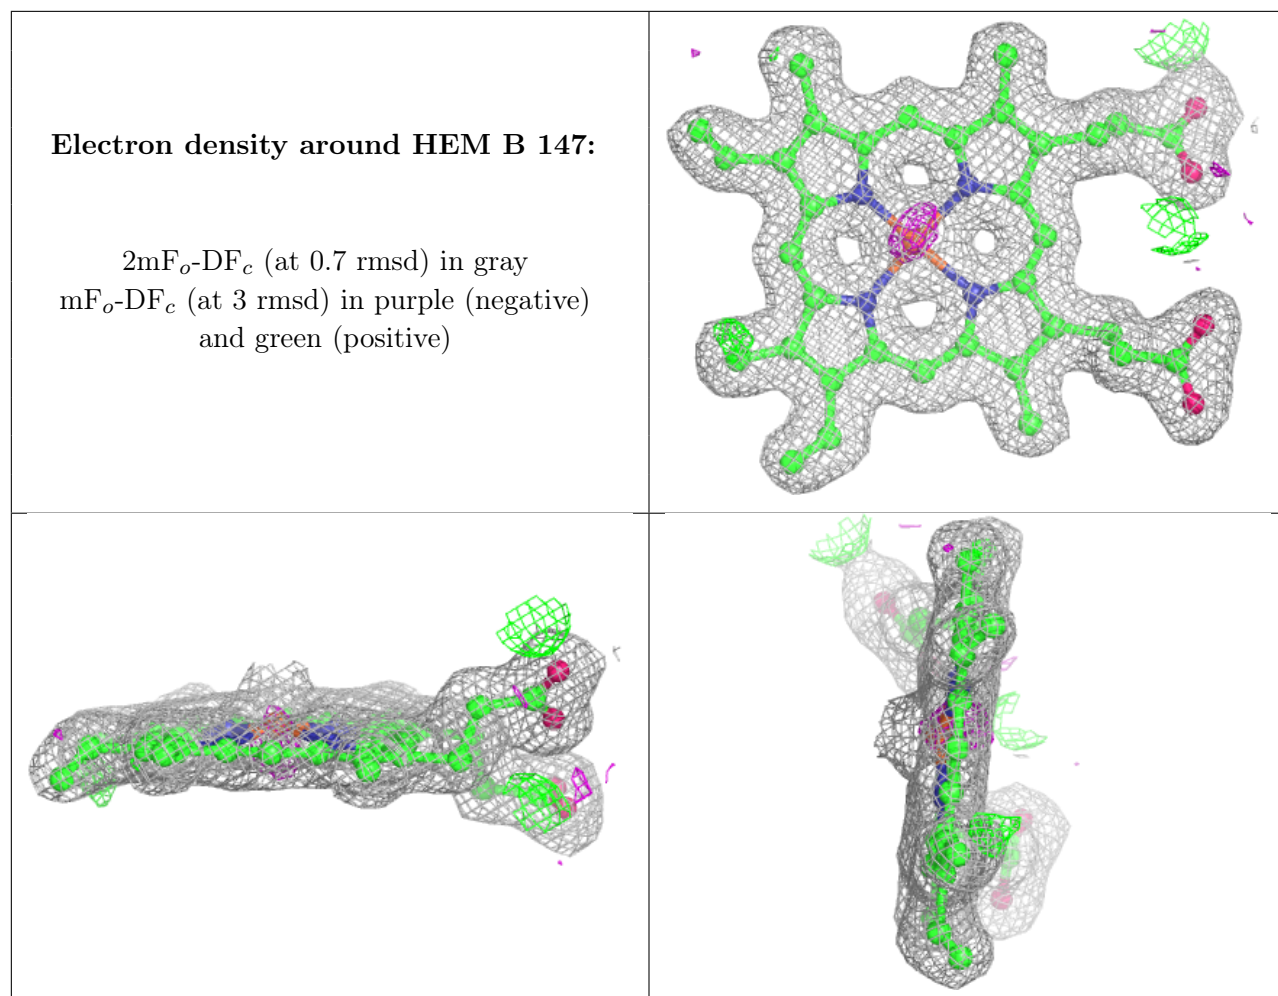 Electron density around HEM B 147:
2mFo-DFc (at 0.7 rmsd) in gray
mFo-DFc (at 3 rmsd) in purple (negative)
and green (positive)